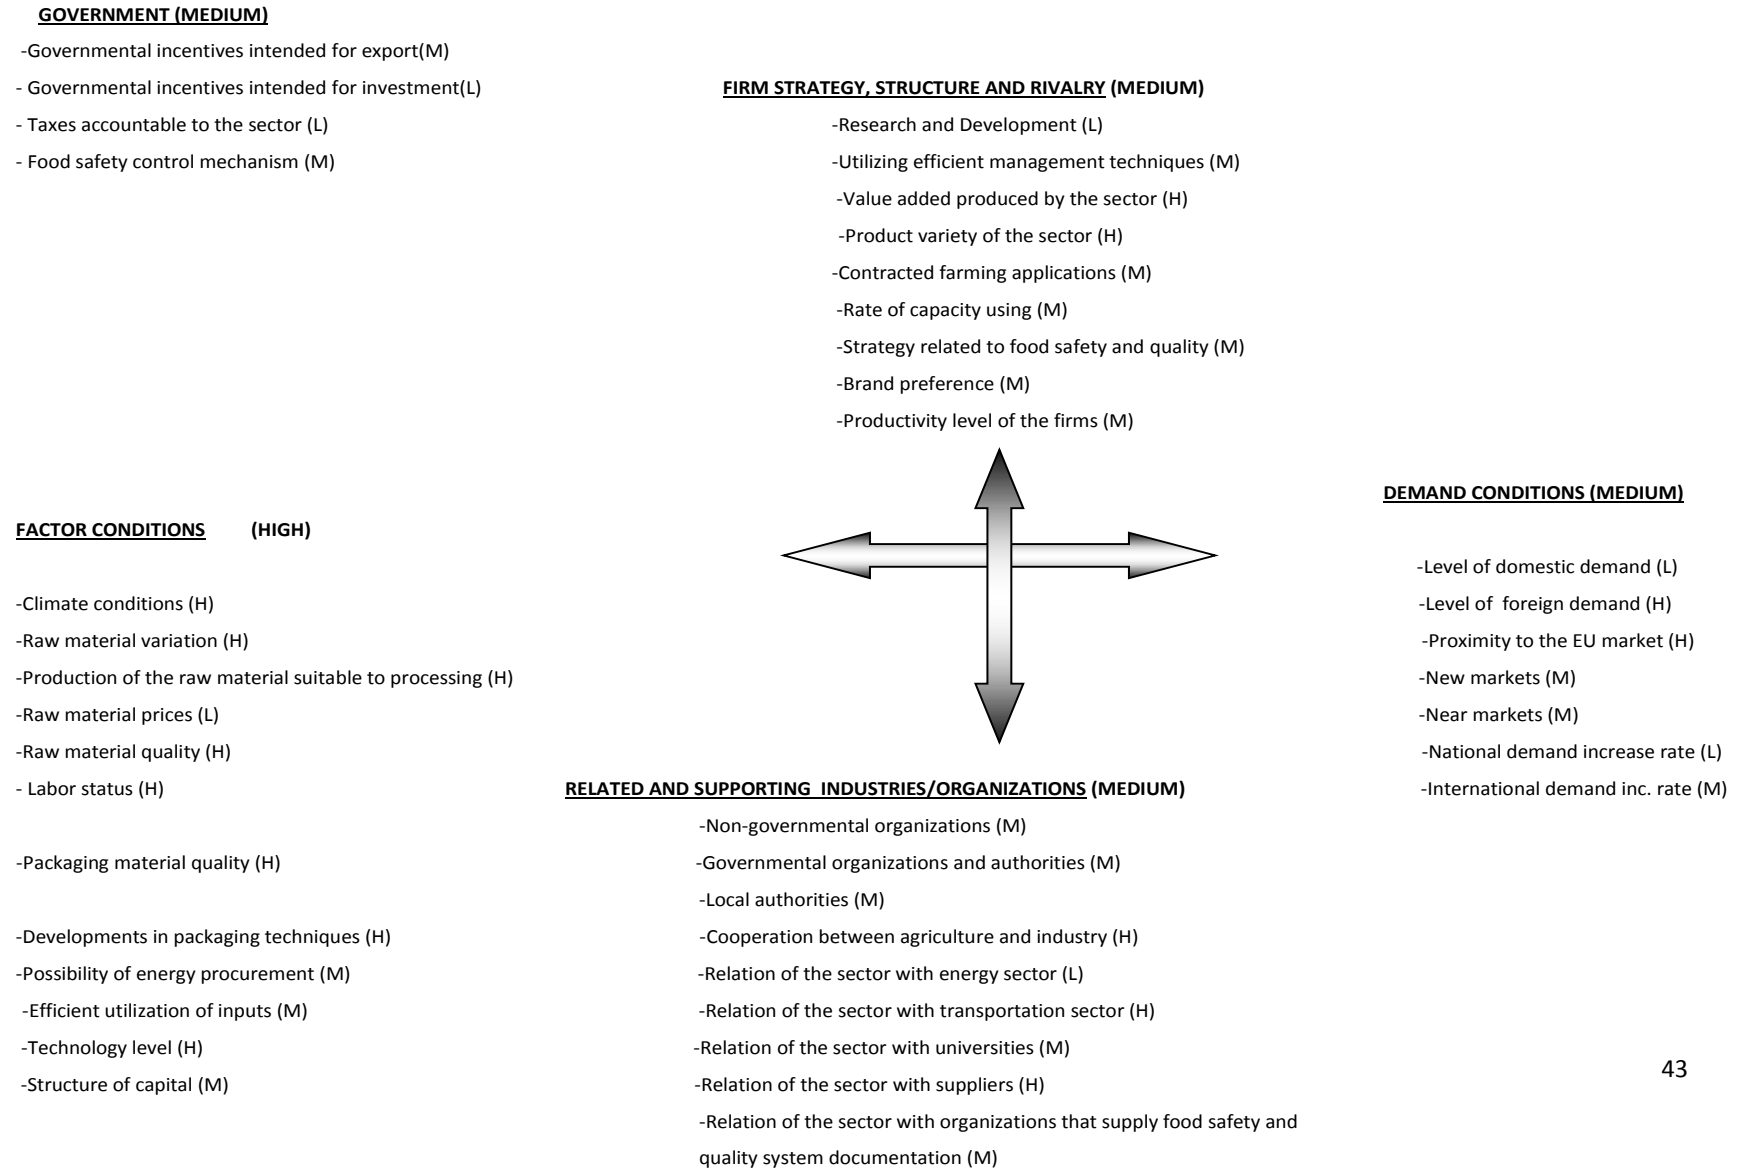 GOVERNMENT (MEDIUM)
-Governmental incentives intended for export(M)
- Governmental incentives intended for investment(L)
- Taxes accountable to the sector (L)
- Food safety control mechanism (M)
FIRM STRATEGY, STRUCTURE AND RIVALRY (MEDIUM)
-Research and Development (L)
-Utilizing efficient management techniques (M)
-Value added produced by the sector (H)
-Product variety of the sector (H)
-Contracted farming applications (M)
-Rate of capacity using (M)
-Strategy related to food safety and quality (M)
-Brand preference (M)
-Productivity level of the firms (M)
FACTOR CONDITIONS (HIGH)
-Climate conditions (H)
-Raw material variation (H)
-Production of the raw material suitable to processing (H)
-Raw material prices (L)
-Raw material quality (H)
- Labor status (H)
-Packaging material quality (H)
-Developments in packaging techniques (H)
-Possibility of energy procurement (M)
-Efficient utilization of inputs (M)
-Technology level (H)
-Structure of capital (M)
DEMAND CONDITIONS (MEDIUM)
-Level of domestic demand (L)
-Level of foreign demand (H)
-Proximity to the EU market (H)
-New markets (M)
-Near markets (M)
-National demand increase rate (L)
-International demand inc. rate (M)
RELATED AND SUPPORTING INDUSTRIES/ORGANIZATIONS (MEDIUM)
-Non-governmental organizations (M)
-Governmental organizations and authorities (M)
-Local authorities (M)
-Cooperation between agriculture and industry (H)
-Relation of the sector with energy sector (L)
-Relation of the sector with transportation sector (H)
-Relation of the sector with universities (M)
-Relation of the sector with suppliers (H)
-Relation of the sector with organizations that supply food safety and
quality system documentation (M)
43